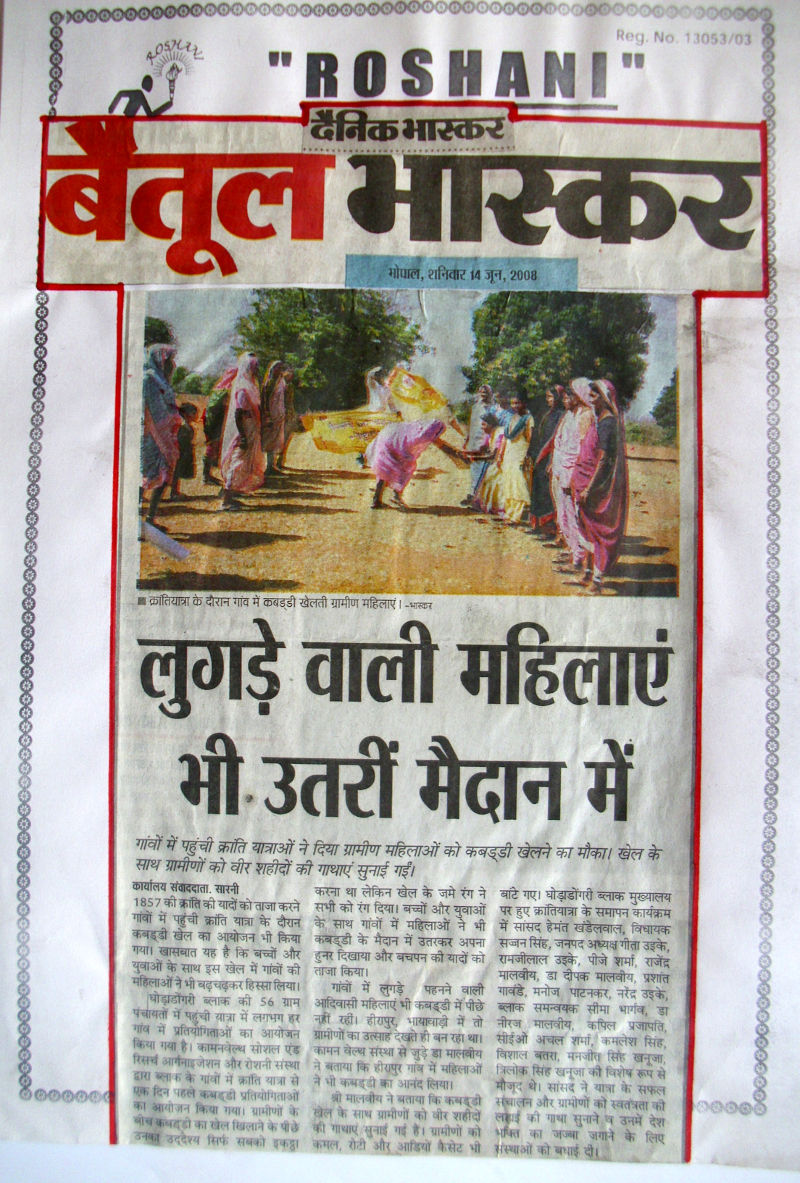 ROSHANI
Reg. No. 13053/03
"ROSHANI"
दैनिक भास्कर
बैतूल भास्कर
भोपाल, शनिवार 14 जून, 2008
■ क्रांतियात्रा के दौरान गांव में कबड्डी खेलती ग्रामीण महिलाएं। -भास्कर
लुगड़े वाली महिलाएं
भी उतरीं मैदान में
गांवों में पहुंची क्रांति यात्राओं ने दिया ग्रामीण महिलाओं को कबड्डी खेलने का मौका। खेल के
साथ ग्रामीणों को वीर शहीदों की गाथाएं सुनाई गईं।
कार्यालय संवाददाता. सारनी
1857 की क्रांति की यादों को ताजा करने
गांवों में पहुंची क्रांति यात्रा के दौरान
कबड्डी खेल का आयोजन भी किया
गया। खासबात यह है कि बच्चों और
युवाओं के साथ इस खेल में गांवों की
महिलाओं ने भी बढ़चढ़कर हिस्सा लिया।
घोड़ाडोंगरी ब्लाक की 56 ग्राम
पंचायतों में पहुंची यात्रा में लगभग हर
गांव में प्रतियोगिताओं का आयोजन
किया गया है। कामनवेल्थ सोशल एंड
रिसर्च आर्गनाइजेशन और रोशनी संस्था
द्वारा ब्लाक के गांवों में क्रांति यात्रा से
एक दिन पहले कबड्डी प्रतियोगिताओं
का आयोजन किया गया। ग्रामीणों के
बीच कबड्डी का खेल खिलाने के पीछे
उनका उद्देश्य सिर्फ सबको इकट्ठा
करना था लेकिन खेल के जमे रंग ने
सभी को रंग दिया। बच्चों और युवाओं
के साथ गांवों में महिलाओं ने भी
कबड्डी के मैदान में उतरकर अपना
हुनर दिखाया और बचपन की यादों को
ताजा किया।
गांवों में लुगड़े पहनने वाली
आदिवासी महिलाएं भी कबड्डी में पीछे
नहीं रहीं। हीरापुर, भायावाड़ी में तो
ग्रामीणों का उत्साह देखते ही बन रहा था।
कामन वेल्थ संस्था से जुड़े डा मालवीय
ने बताया कि हीरापुर गांव में महिलाओं
ने भी कबड्डी का आनंद लिया।
श्री मालवीय ने बताया कि कबड्डी
खेल के साथ ग्रामीणों को वीर शहीदों
की गाथाएं सुनाई गई है। ग्रामीणों को
कमल, रोटी और आडियो कैसेट भी
बांटे गए। घोड़ाडोंगरी ब्लाक मुख्यालय
पर हुए क्रांतियात्रा के समापन कार्यक्रम
में सांसद हेमंत खंडेलवाल, विधायक
सज्जन सिंह, जनपद अध्यक्ष गीता उइके,
रामजीलाल उइके, पीजे शर्मा, राजेंद्र
मालवीय, डा दीपक मालवीय, प्रशांत
गावंडे, मनोज पाटनकर, नरेंद्र उइके,
ब्लाक समन्वयक सीमा भार्गव, डा
नीरज मालवीय, कपिल प्रजापति,
सीईओ अचल शर्मा, कमलेश सिंह,
विशाल बतरा, मनजीत सिंह खनूजा,
त्रिलोक सिंह खनूजा की विशेष रूप से
मौजूद थे। सांसद ने यात्रा के सफल
संचालन और ग्रामीणों को स्वतंत्रता की
लड़ाई की गाथा सुनाने व उनमें देश
भक्ति का जज्बा जगाने के लिए
संस्थाओं को बधाई दी।